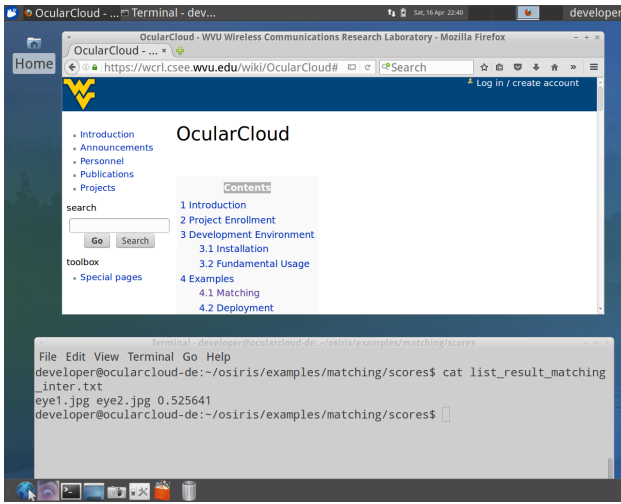 OcularCloud - ... Terminal - dev... Sat, 16 Apr 22:40 developer
Home
OcularCloud - WVU Wireless Communications Research Laboratory - Mozilla Firefox
OcularCloud - ... ×
https://wcrl.csee.wvu.edu/wiki/OcularCloud# Search
Log in / create account
WV
Introduction
Announcements
Personnel
Publications
Projects
search
Go Search
toolbox
Special pages
OcularCloud
Contents
1 Introduction
2 Project Enrollment
3 Development Environment
3.1 Installation
3.2 Fundamental Usage
4 Examples
4.1 Matching
4.2 Deployment
Terminal - developer@ocularcloud-de: ~/osiris/examples/matching/scores
File Edit View Terminal Go Help
developer@ocularcloud-de:~/osiris/examples/matching/scores$ cat list_result_matching
_inter.txt
eye1.jpg eye2.jpg 0.525641
developer@ocularcloud-de:~/osiris/examples/matching/scores$